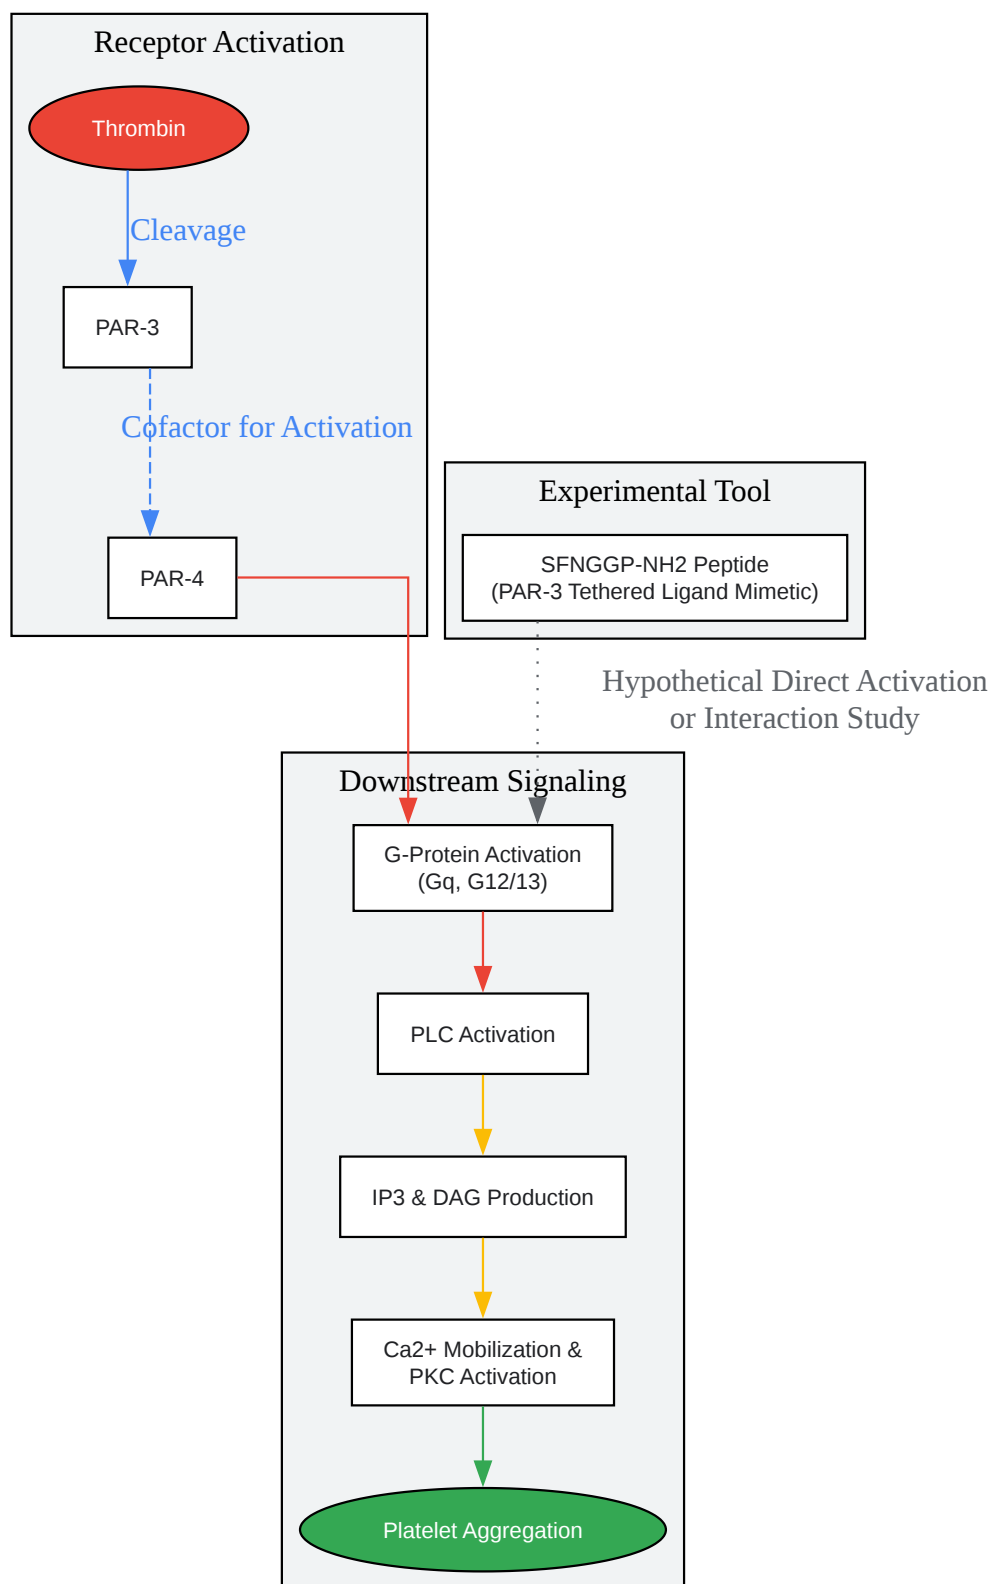 Receptor Activation
Thrombin
Cleavage
PAR-3
Cofactor for Activation
PAR-4
Experimental Tool
SFNGGP-NH2 Peptide
(PAR-3 Tethered Ligand Mimetic)
Hypothetical Direct Activation
or Interaction Study
Downstream Signaling
G-Protein Activation
(Gq, G12/13)
PLC Activation
IP3 & DAG Production
Ca2+ Mobilization &
PKC Activation
Platelet Aggregation